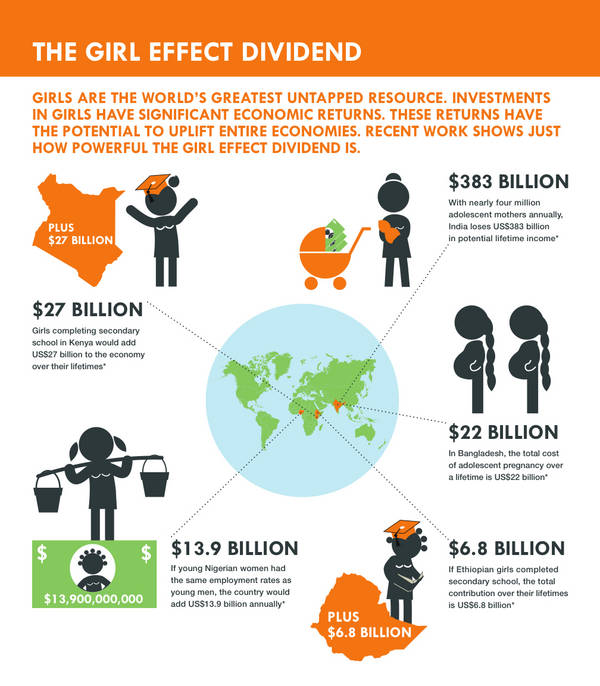 THE GIRL EFFECT DIVIDEND
GIRLS ARE THE WORLD'S GREATEST UNTAPPED RESOURCE. INVESTMENTS
IN GIRLS HAVE SIGNIFICANT ECONOMIC RETURNS. THESE RETURNS HAVE
THE POTENTIAL TO UPLIFT ENTIRE ECONOMIES. RECENT WORK SHOWS JUST
HOW POWERFUL THE GIRL EFFECT DIVIDEND IS.
PLUS
$27 BILLION
$27 BILLION
Girls completing secondary
school in Kenya would add
US$27 billion to the economy
over their lifetimes*
$383 BILLION
With nearly four million
adolescent mothers annually,
India loses US$383 billion
in potential lifetime income*
$22 BILLION
In Bangladesh, the total cost
of adolescent pregnancy over
a lifetime is US$22 billion*
$ $
$13,900,000,000
$13.9 BILLION
If young Nigerian women had
the same employment rates as
young men, the country would
add US$13.9 billion annually*
PLUS
$6.8 BILLION
$6.8 BILLION
If Ethiopian girls completed
secondary school, the total
contribution over their lifetimes
is US$6.8 billion*